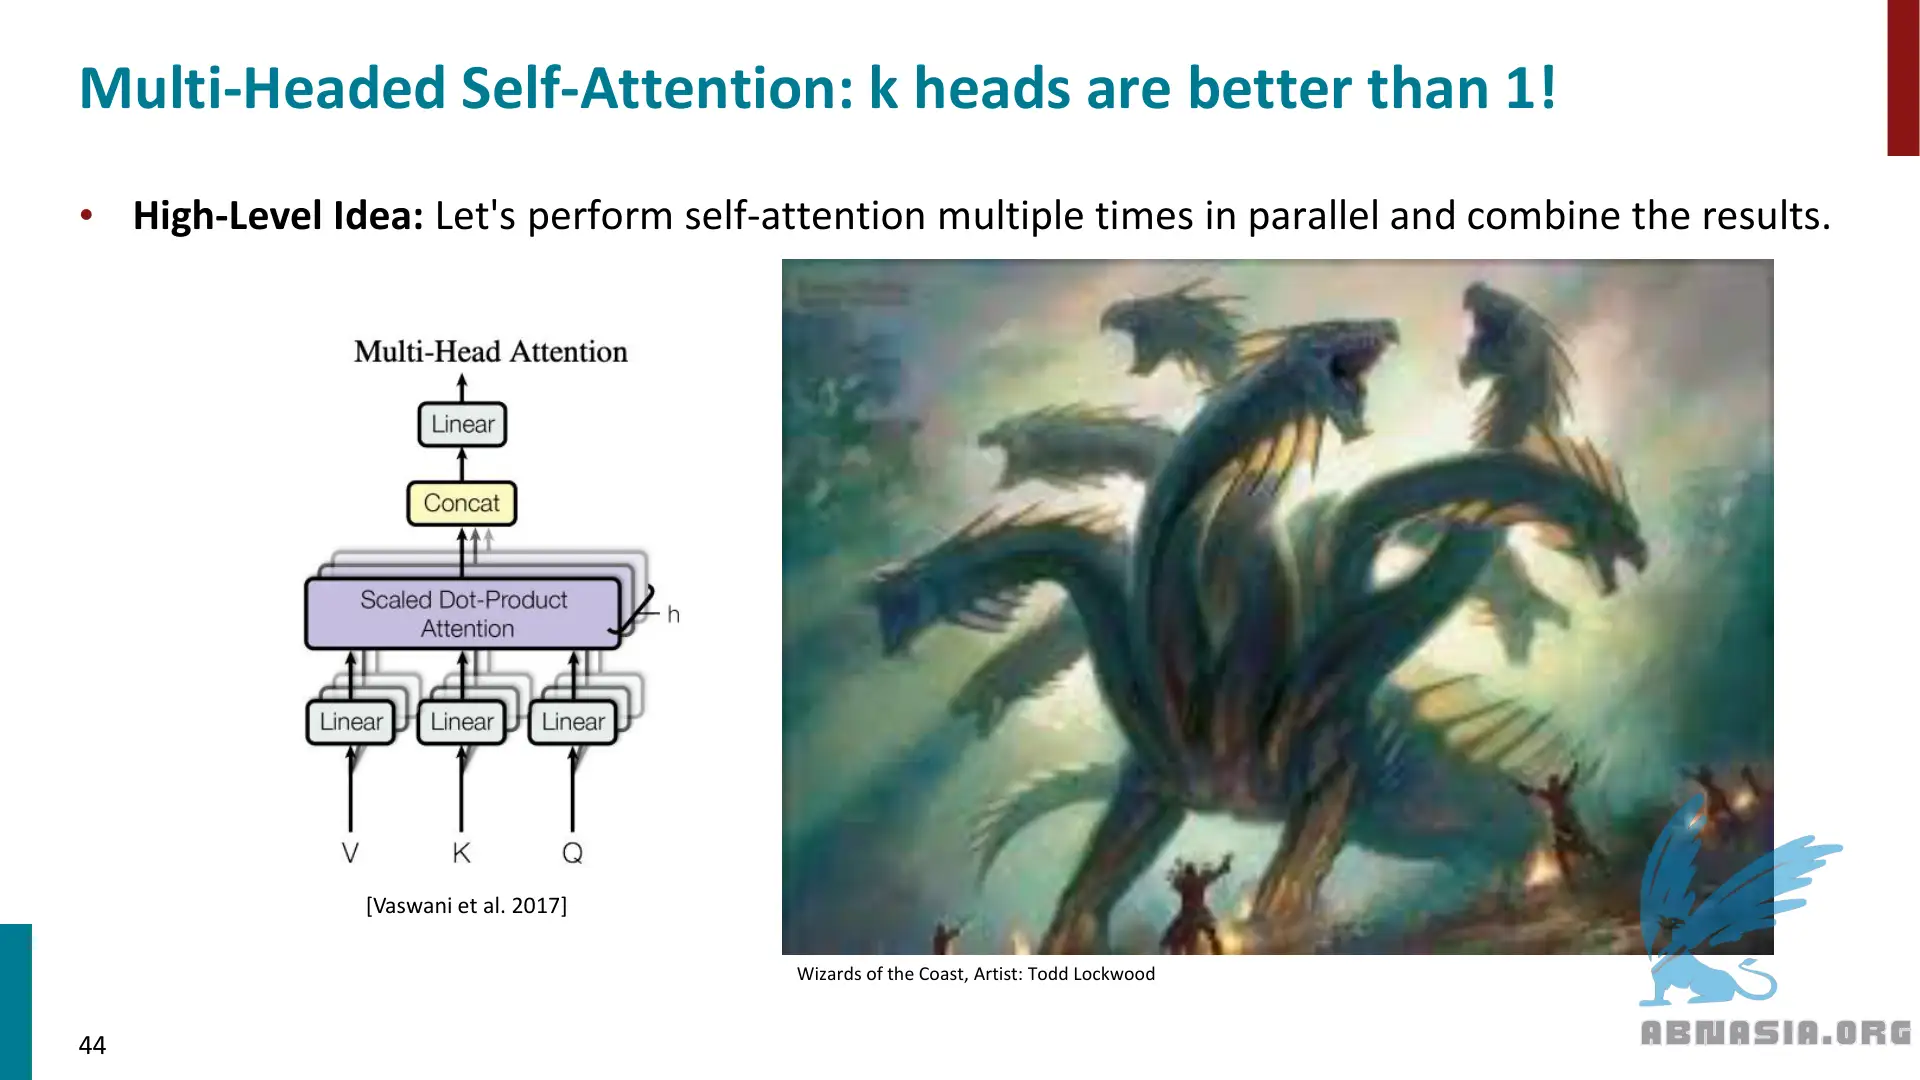 Multi-Headed Self-Attention: k heads are better than 1!
• High-Level Idea: Let's perform self-attention multiple times in parallel and combine the results.
Multi-Head Attention
Linear
Concat
Scaled Dot-Product
Attention
h
Linear Linear Linear
V K Q
[Vaswani et al. 2017]
Wizards of the Coast, Artist: Todd Lockwood
44
ABNASIA.ORG